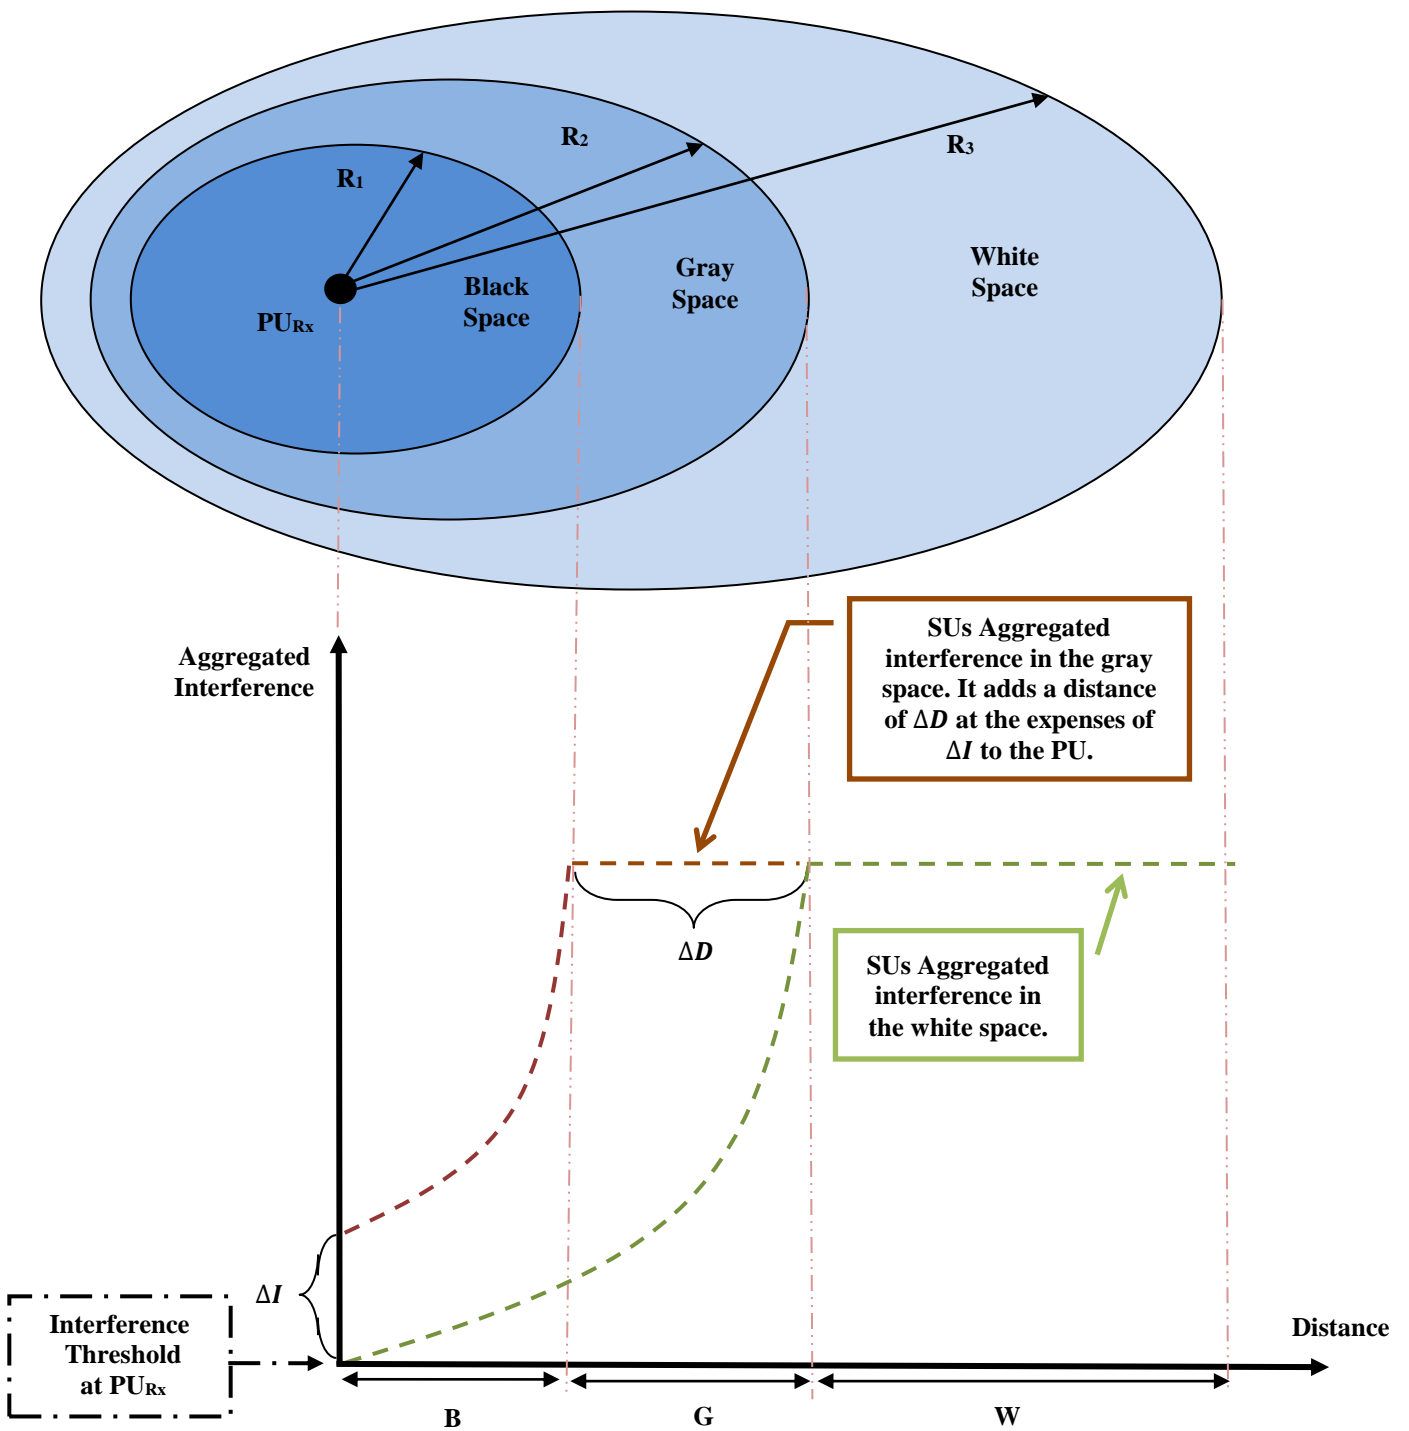 R2
R3
R1
White
Space
Gray
Space
Black
Space
PURx
SUs Aggregated
interference in the gray
space. It adds a distance
of ΔD at the expenses of
ΔI to the PU.
Aggregated
Interference
ΔD
SUs Aggregated
interference in
the white space.
ΔI
Interference
Threshold
at PURx
Distance
B
G
W